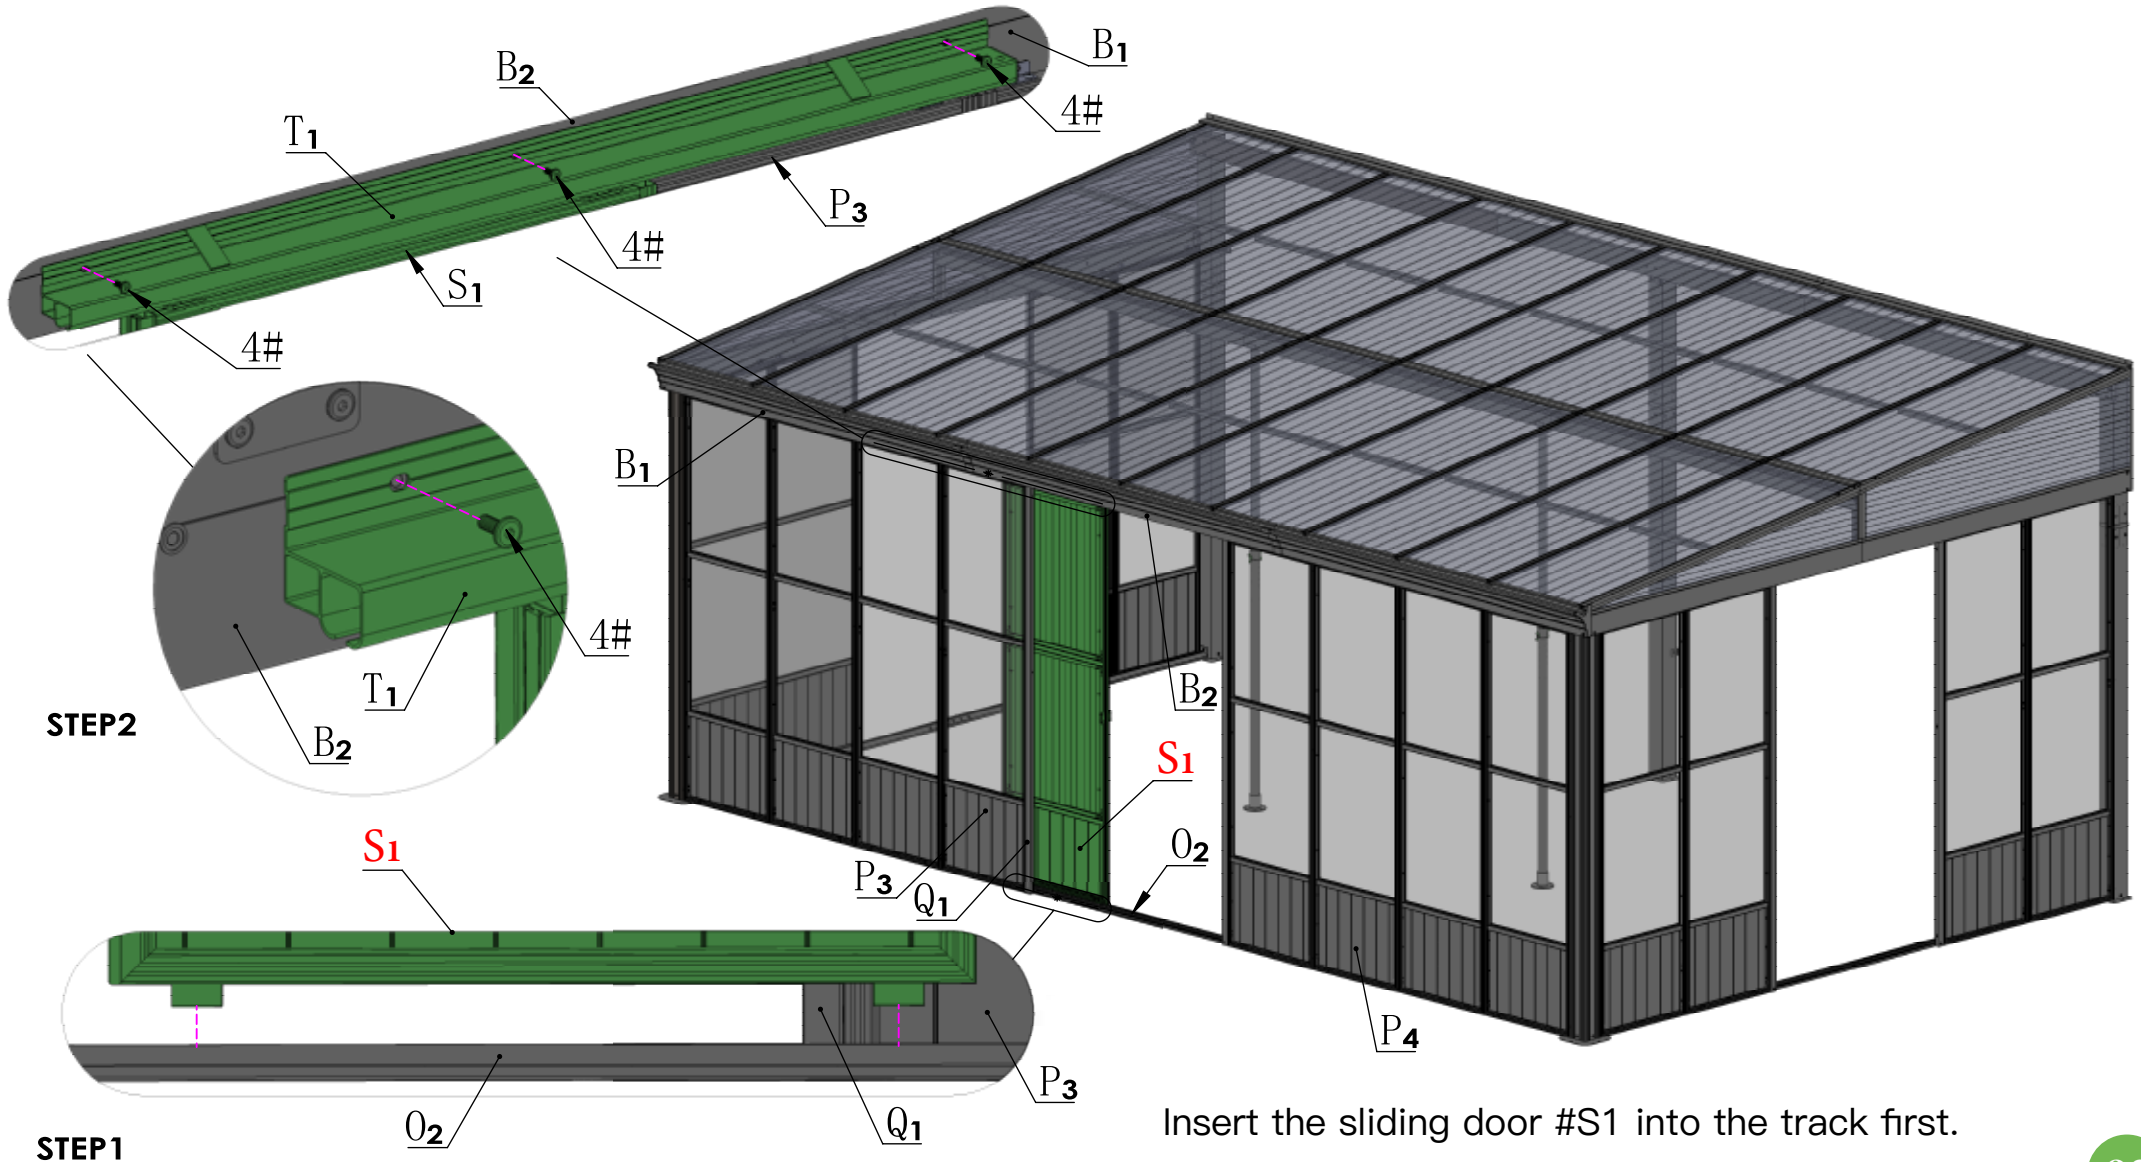 B1
B2
4#
T1
P3
4#
S1
4#
B1
4#
T1
B2
B2
STEP2
S1
S1
O2
P3
Q1
P4
P3
O2
Q1
Insert the sliding door #S1 into the track first.
STEP1